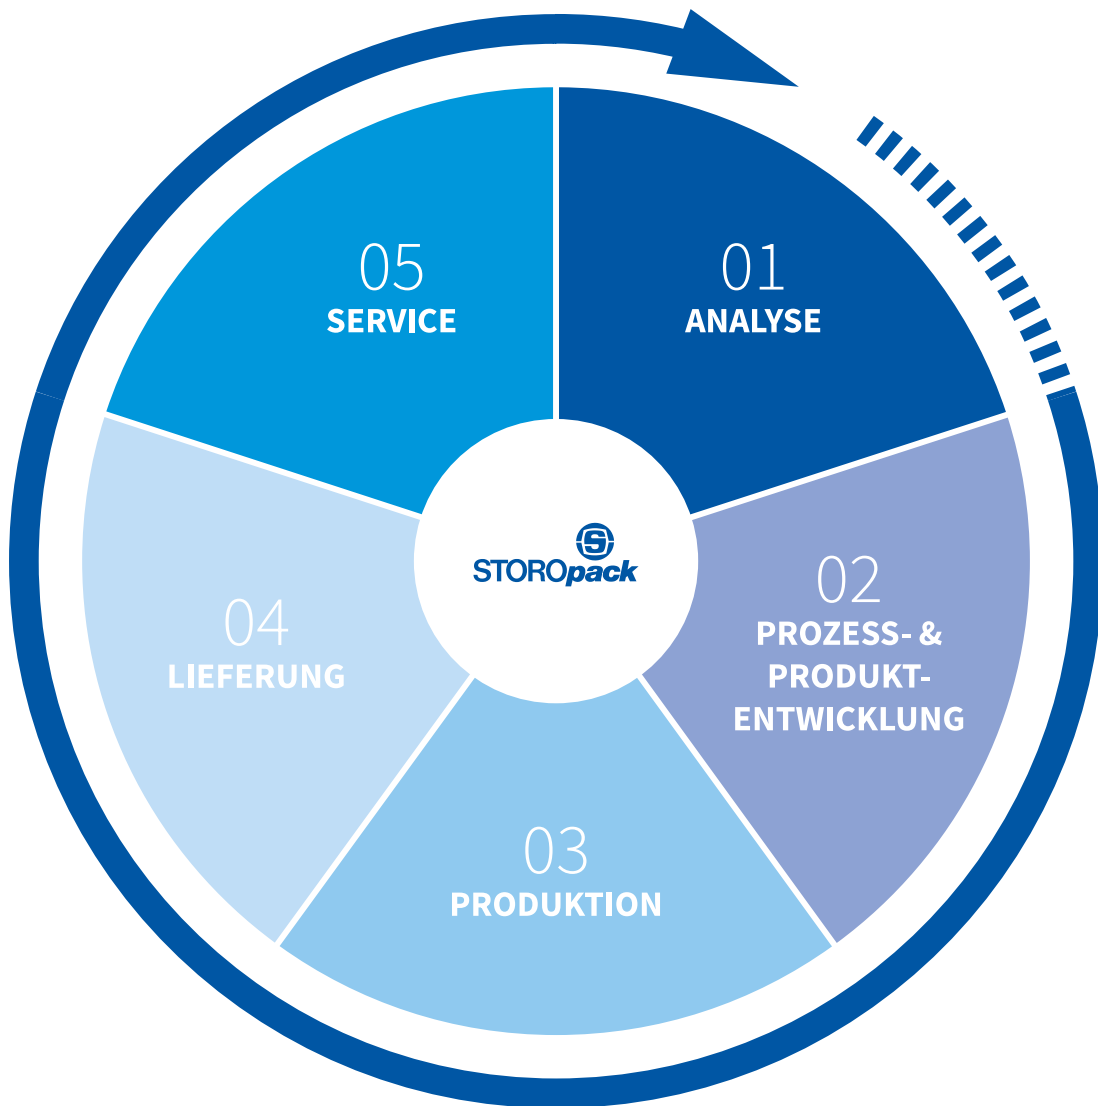 01
ANALYSE
02
PROZESS- &
PRODUKT-
ENTWICKLUNG
03
PRODUKTION
04
LIEFERUNG
05
SERVICE
S
STOROpack